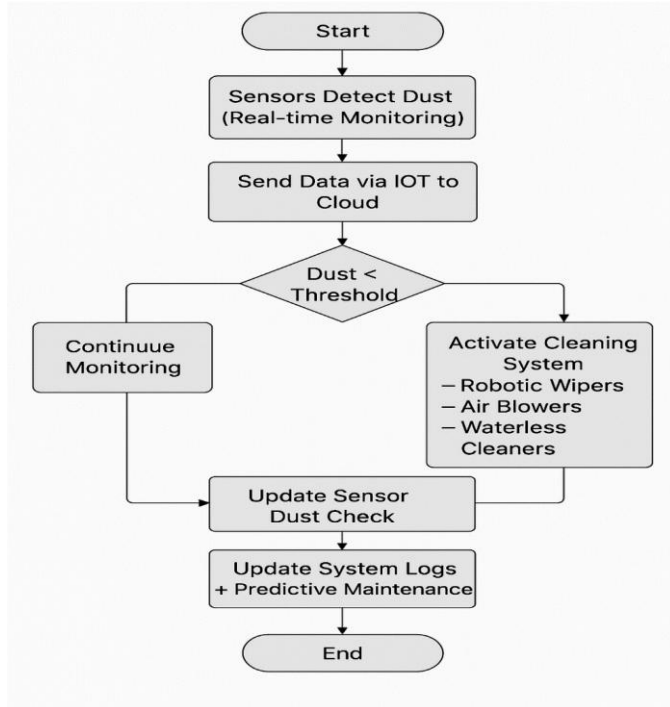 Start
Sensors Detect Dust
(Real-time Monitoring)
Send Data via IOT to
Cloud
Dust <
Threshold
Continuue
Monitoring
Activate Cleaning
System
– Robotic Wipers
– Air Blowers
– Waterless
Cleaners
Update Sensor
Dust Check
Update System Logs
+ Predictive Maintenance
End